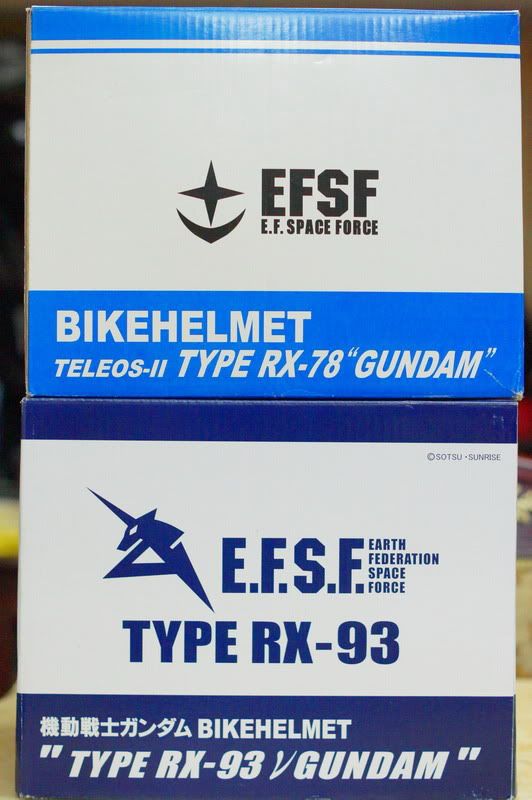 EFSF
E.F. SPACE FORCE
BIKEHELMET
TELEOS-II TYPE RX-78 “GUNDAM”
©SOTSU・SUNRISE
E.F.S.F. EARTH
FEDERATION
SPACE
FORCE
TYPE RX-93
機動戦士ガンダム BIKEHELMET
"TYPE RX-93 νGUNDAM"